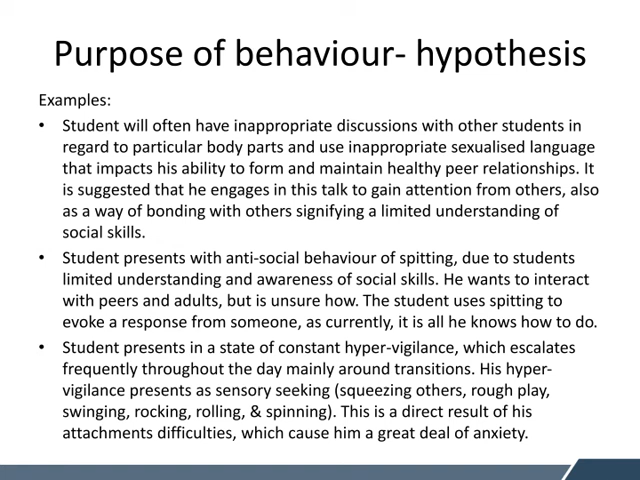 Purpose of behaviour- hypothesis
Examples:
• Student will often have inappropriate discussions with other students in
regard to particular body parts and use inappropriate sexualised language
that impacts his ability to form and maintain healthy peer relationships. It
is suggested that he engages in this talk to gain attention from others, also
as a way of bonding with others signifying a limited understanding of
social skills.
• Student presents with anti-social behaviour of spitting, due to students
limited understanding and awareness of social skills. He wants to interact
with peers and adults, but is unsure how. The student uses spitting to
evoke a response from someone, as currently, it is all he knows how to do.
• Student presents in a state of constant hyper-vigilance, which escalates
frequently throughout the day mainly around transitions. His hyper-
vigilance presents as sensory seeking (squeezing others, rough play,
swinging, rocking, rolling, & spinning). This is a direct result of his
attachments difficulties, which cause him a great deal of anxiety.